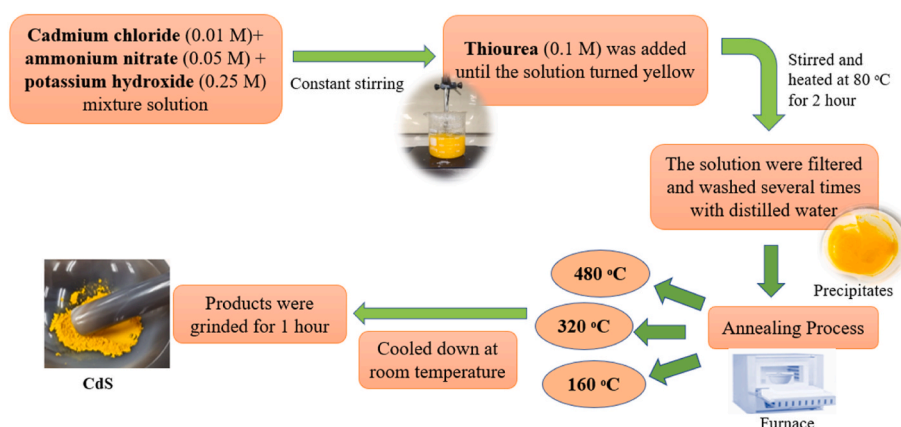 Cadmium chloride (0.01 M)+
ammonium nitrate (0.05 M) +
potassium hydroxide (0.25 M)
mixture solution
Constant stirring
Thiourea (0.1 M) was added
until the solution turned yellow
Stirred and
heated at 80 °C
for 2 hour
The solution were filtered
and washed several times
with distilled water
Precipitates
Annealing Process
Furnace
480 °C
320 °C
160 °C
Cooled down at
room temperature
Products were
grinded for 1 hour
CdS